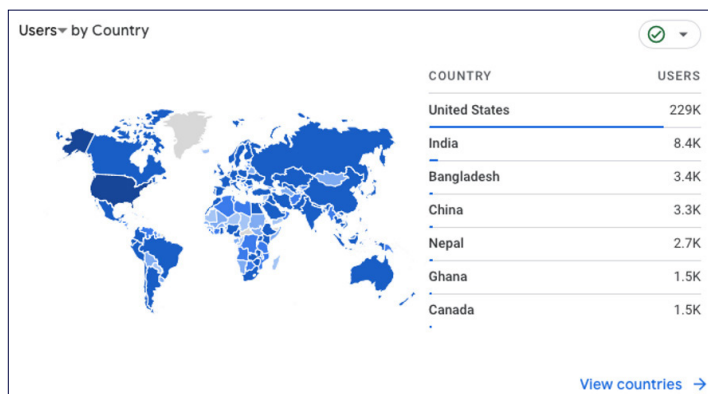 Users by Country
COUNTRY USERS
United States 229K
India 8.4K
Bangladesh 3.4K
China 3.3K
Nepal 2.7K
Ghana 1.5K
Canada 1.5K
View countries